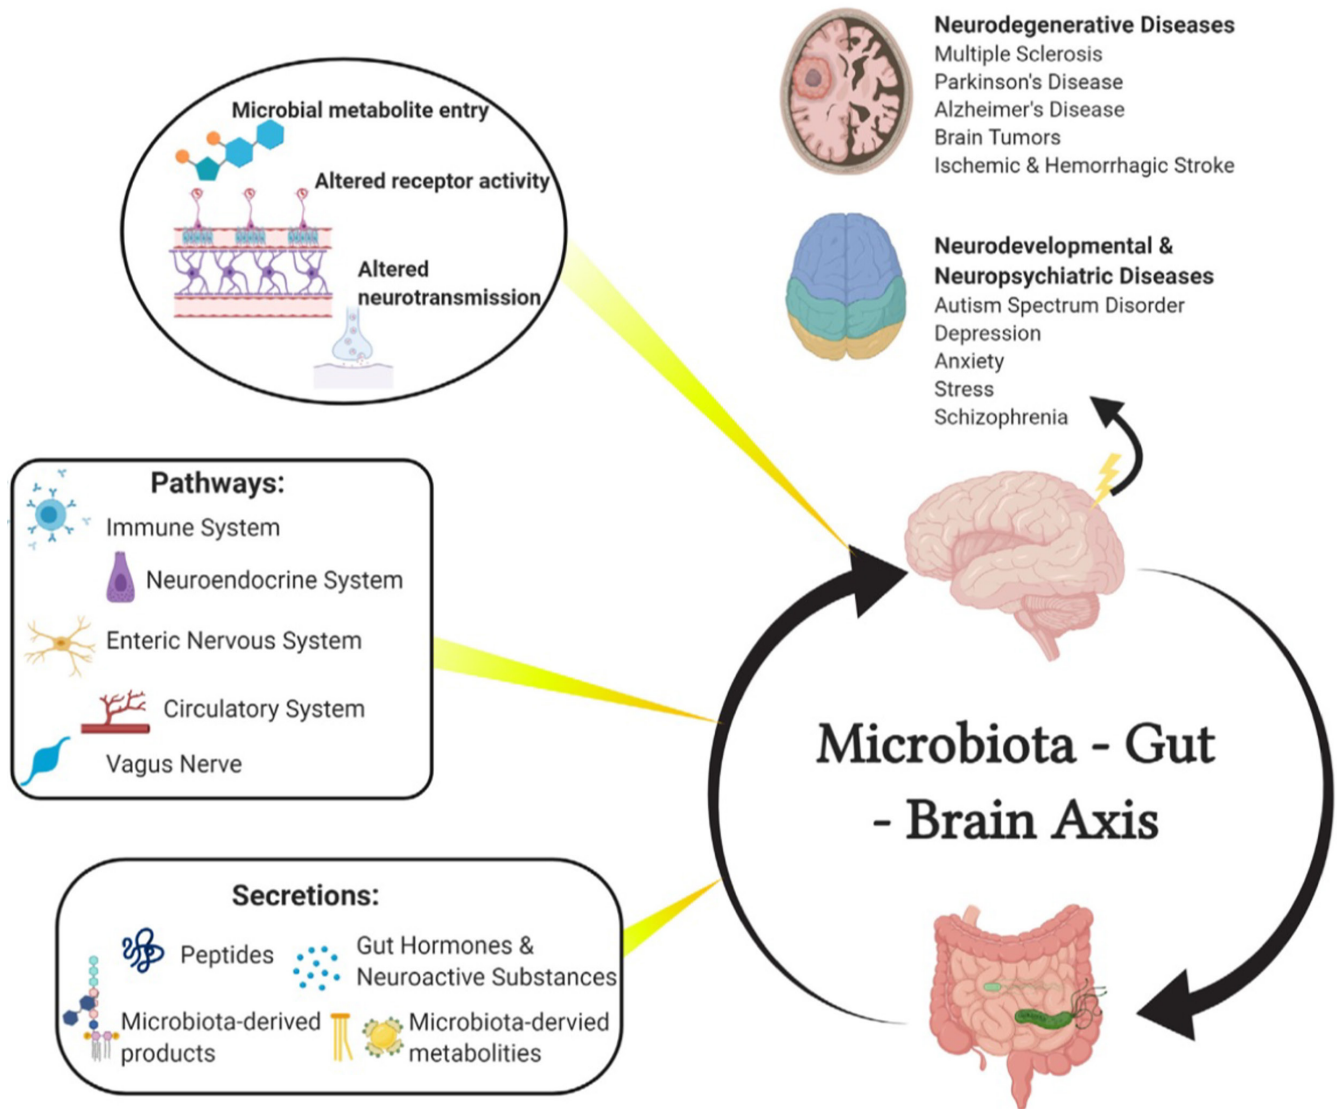 Microbial metabolite entry
Altered receptor activity
Altered
neurotransmission
Pathways:
Immune System
Neuroendocrine System
Enteric Nervous System
Circulatory System
Vagus Nerve
Secretions:
Peptides
Gut Hormones &
Neuroactive Substances
Microbiota-derived
products
Microbiota-dervied
metabolities
Neurodegenerative Diseases
Multiple Sclerosis
Parkinson's Disease
Alzheimer's Disease
Brain Tumors
Ischemic & Hemorrhagic Stroke
Neurodevelopmental &
Neuropsychiatric Diseases
Autism Spectrum Disorder
Depression
Anxiety
Stress
Schizophrenia
Microbiota - Gut
- Brain Axis